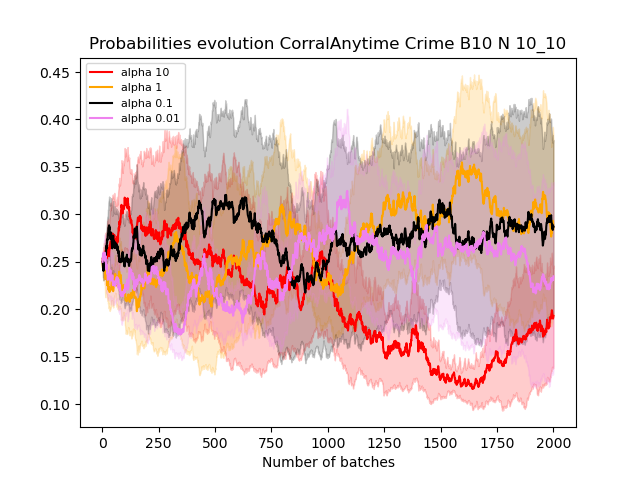 Probabilities evolution CorralAnytime Crime B10 N 10_10
0.45
0.40
0.35
0.30
0.25
0.20
0.15
0.10
alpha 10
alpha 1
alpha 0.1
alpha 0.01
0 250 500 750 1000 1250 1500 1750 2000
Number of batches